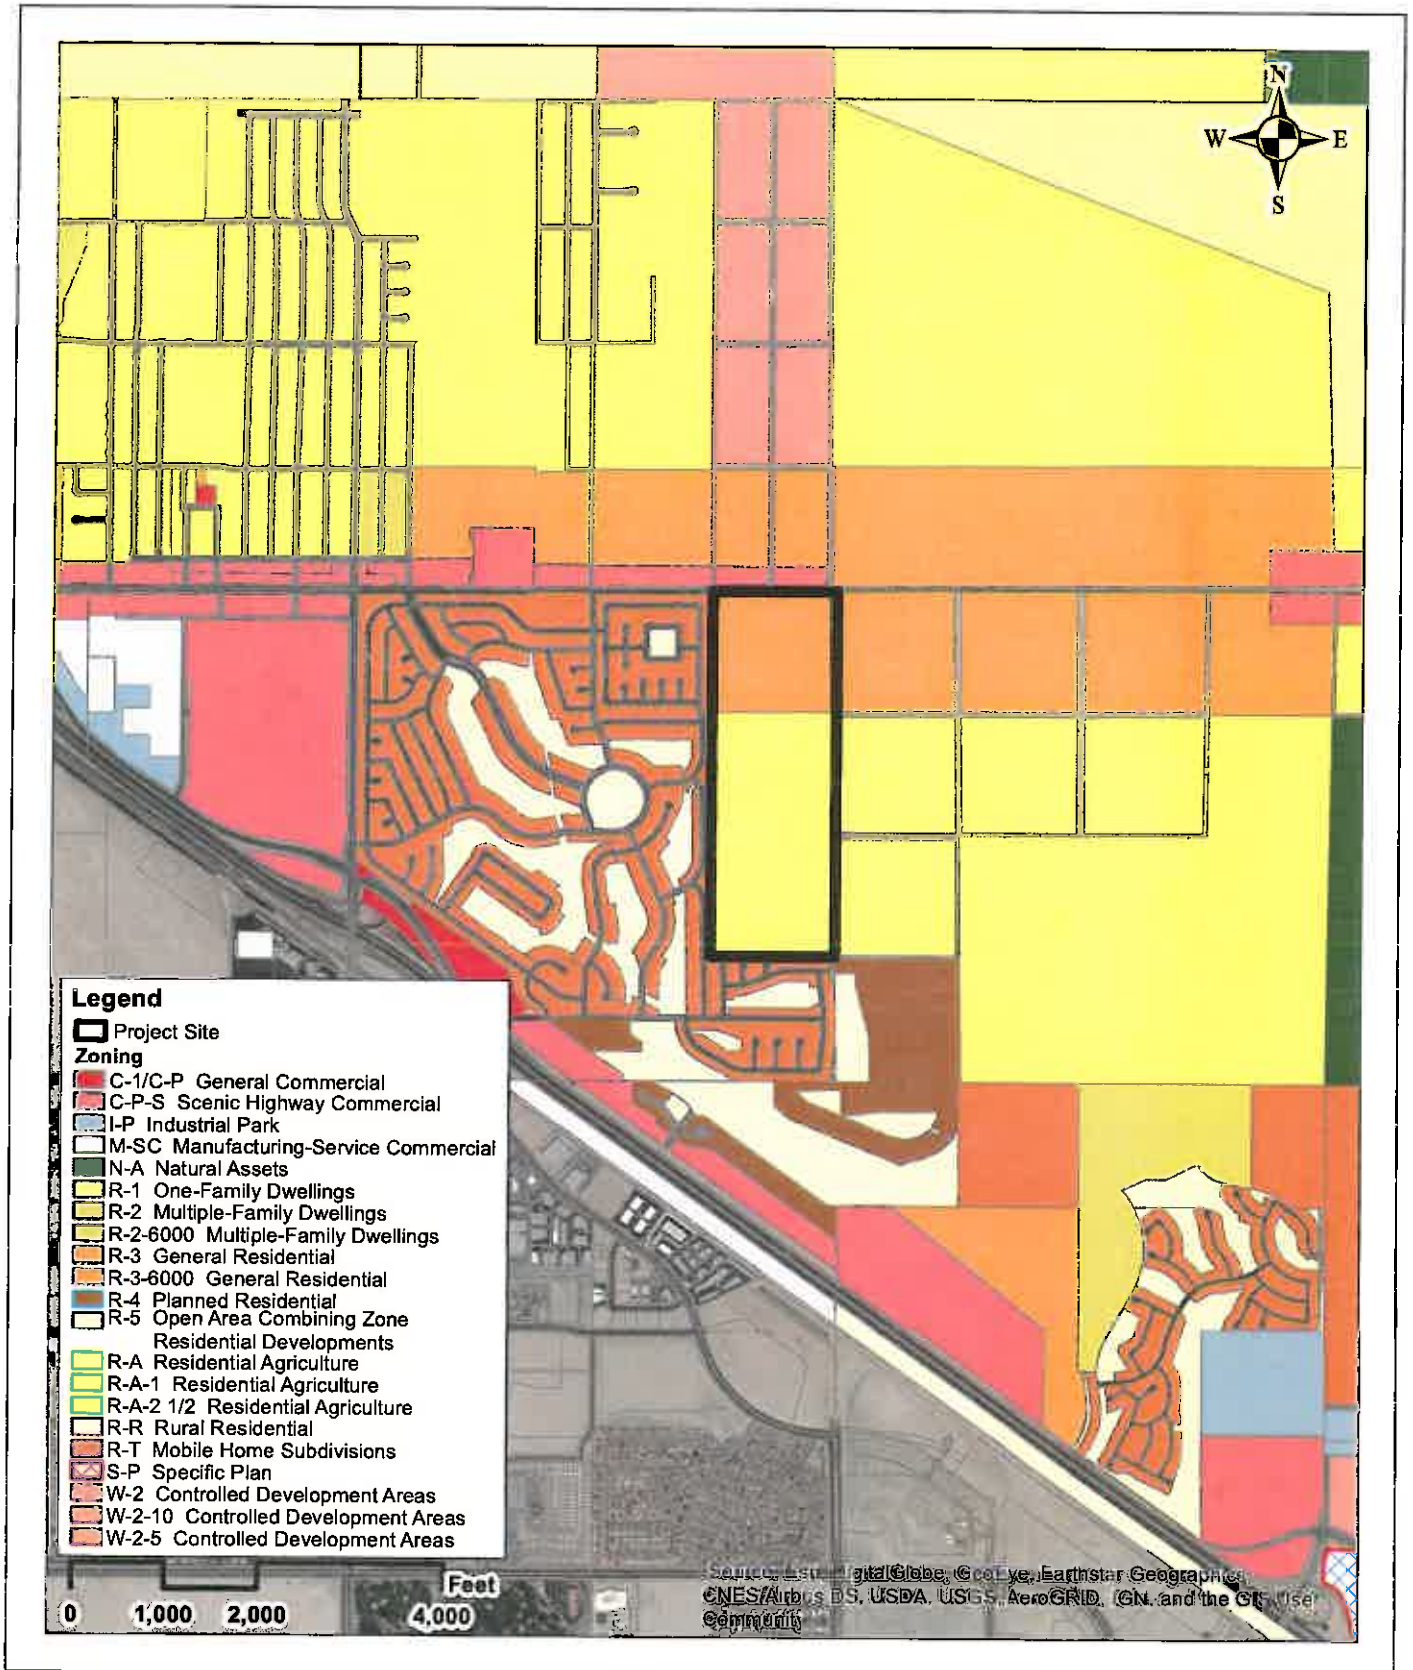 N
W E
S
Legend
Project Site
Zoning
C-1/C-P General Commercial
C-P-S Scenic Highway Commercial
I-P Industrial Park
M-SC Manufacturing-Service Commercial
N-A Natural Assets
R-1 One-Family Dwellings
R-2 Multiple-Family Dwellings
R-2-6000 Multiple-Family Dwellings
R-3 General Residential
R-3-6000 General Residential
R-4 Planned Residential
R-5 Open Area Combining Zone
Residential Developments
R-A Residential Agriculture
R-A-1 Residential Agriculture
R-A-2 1/2 Residential Agriculture
R-R Rural Residential
R-T Mobile Home Subdivisions
S-P Specific Plan
W-2 Controlled Development Areas
W-2-10 Controlled Development Areas
W-2-5 Controlled Development Areas
Feet
0 1,000 2,000 4,000
DigitalGlobe, GeoEye, Earthstar Geographics,
CNES/Airbus DS, USDA, USGS, AeroGRID, IGN, and the GIS User
Community